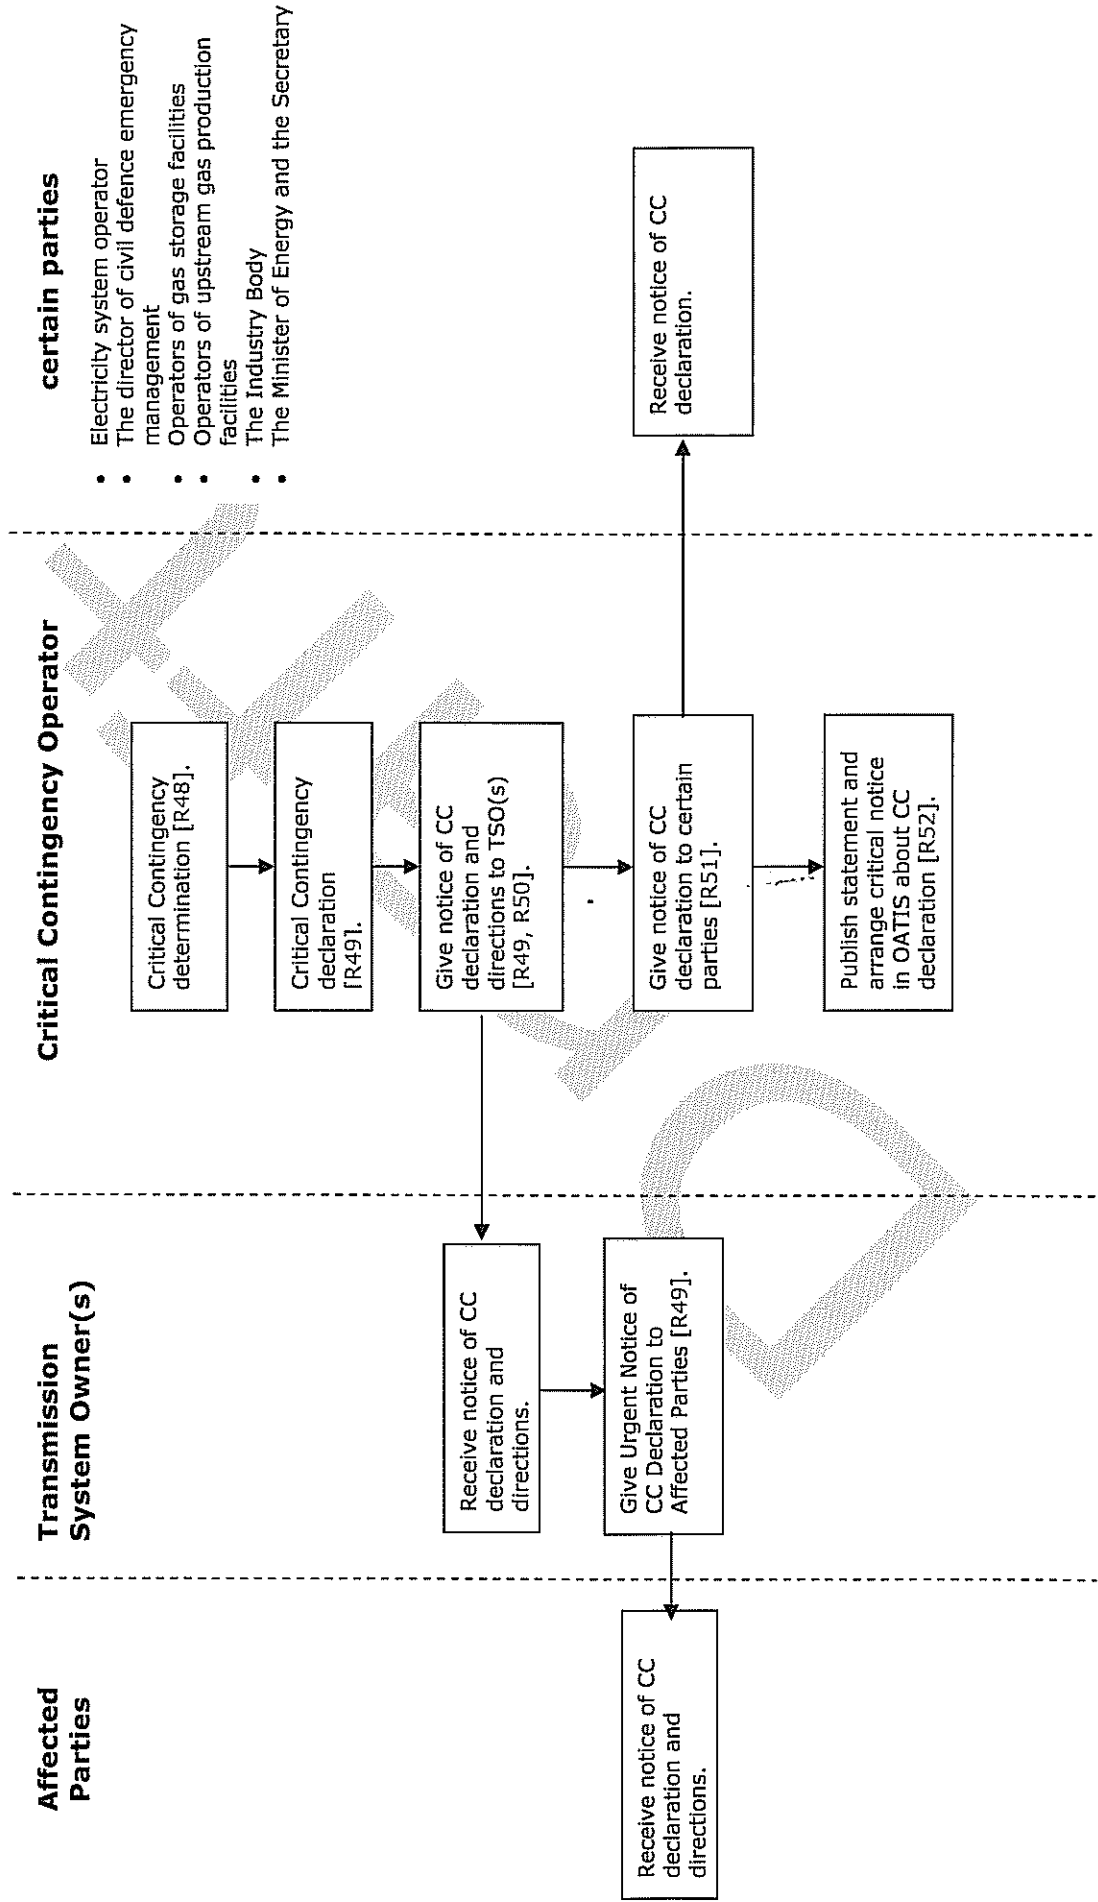 Affected
Parties
Transmission
System Owner(s)
Critical Contingency Operator
certain parties
• Electricity system operator
• The director of civil defence emergency
management
• Operators of gas storage facilities
• Operators of upstream gas production
facilities
• The Industry Body
• The Minister of Energy and the Secretary
Critical Contingency
determination [R48].
Critical Contingency
declaration
[R49].
Give notice of CC
declaration and
directions to TSO(s)
[R49, R50].
Receive notice of CC
declaration and
directions.
Give Urgent Notice of
CC Declaration to
Affected Parties [R49].
Receive notice of CC
declaration and
directions.
Give notice of CC
declaration to certain
parties [R51].
Receive notice of CC
declaration.
Publish statement and
arrange critical notice
in OATIS about CC
declaration [R52].
DRAFT